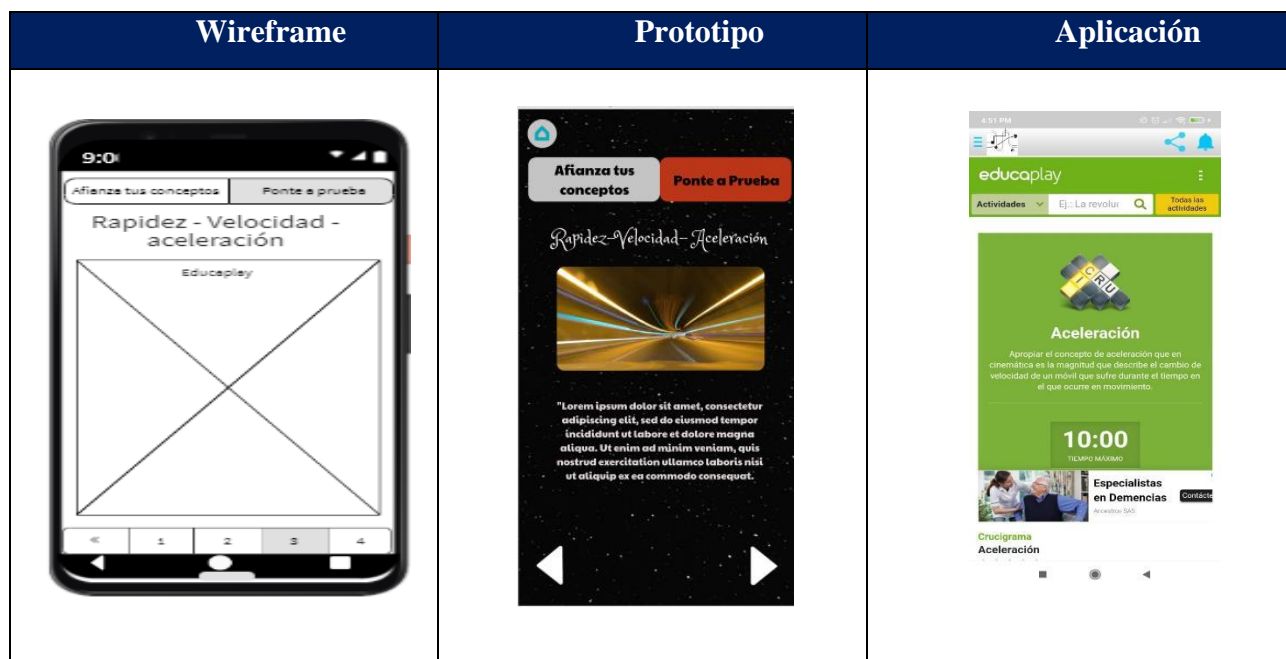 Wireframe
Prototipo
Aplicación
9:0
Afianza tus conceptos
Ponte a prueba
Rapidez - Velocidad -
aceleración
Educaplay
«
1
2
3
4
Afianza tus
conceptos
Ponte a Prueba
Rapidez-Velocidad-Aceleración
"Lorem ipsum dolor sit amet, consectetur
adipiscing elit, sed do eiusmod tempor
incididunt ut labore et dolore magna
aliqua. Ut enim ad minim veniam, quis
nostrud exercitation ullamco laboris nisi
ut aliquip ex ea commodo consequat.
4:51 PM
educaplay
Actividades
Ej.: La revolur
Todas las
actividades
CRU
I
Aceleración
Apropiar el concepto de aceleración que en
cinemática es la magnitud que describe el cambio de
velocidad de un móvil que sufre durante el tiempo en
el que ocurre en movimiento.
10:00
TIEMPO MÁXIMO
Especialistas
en Demencias
Ancestros SAS
Contácte
Crucigrama
Aceleración